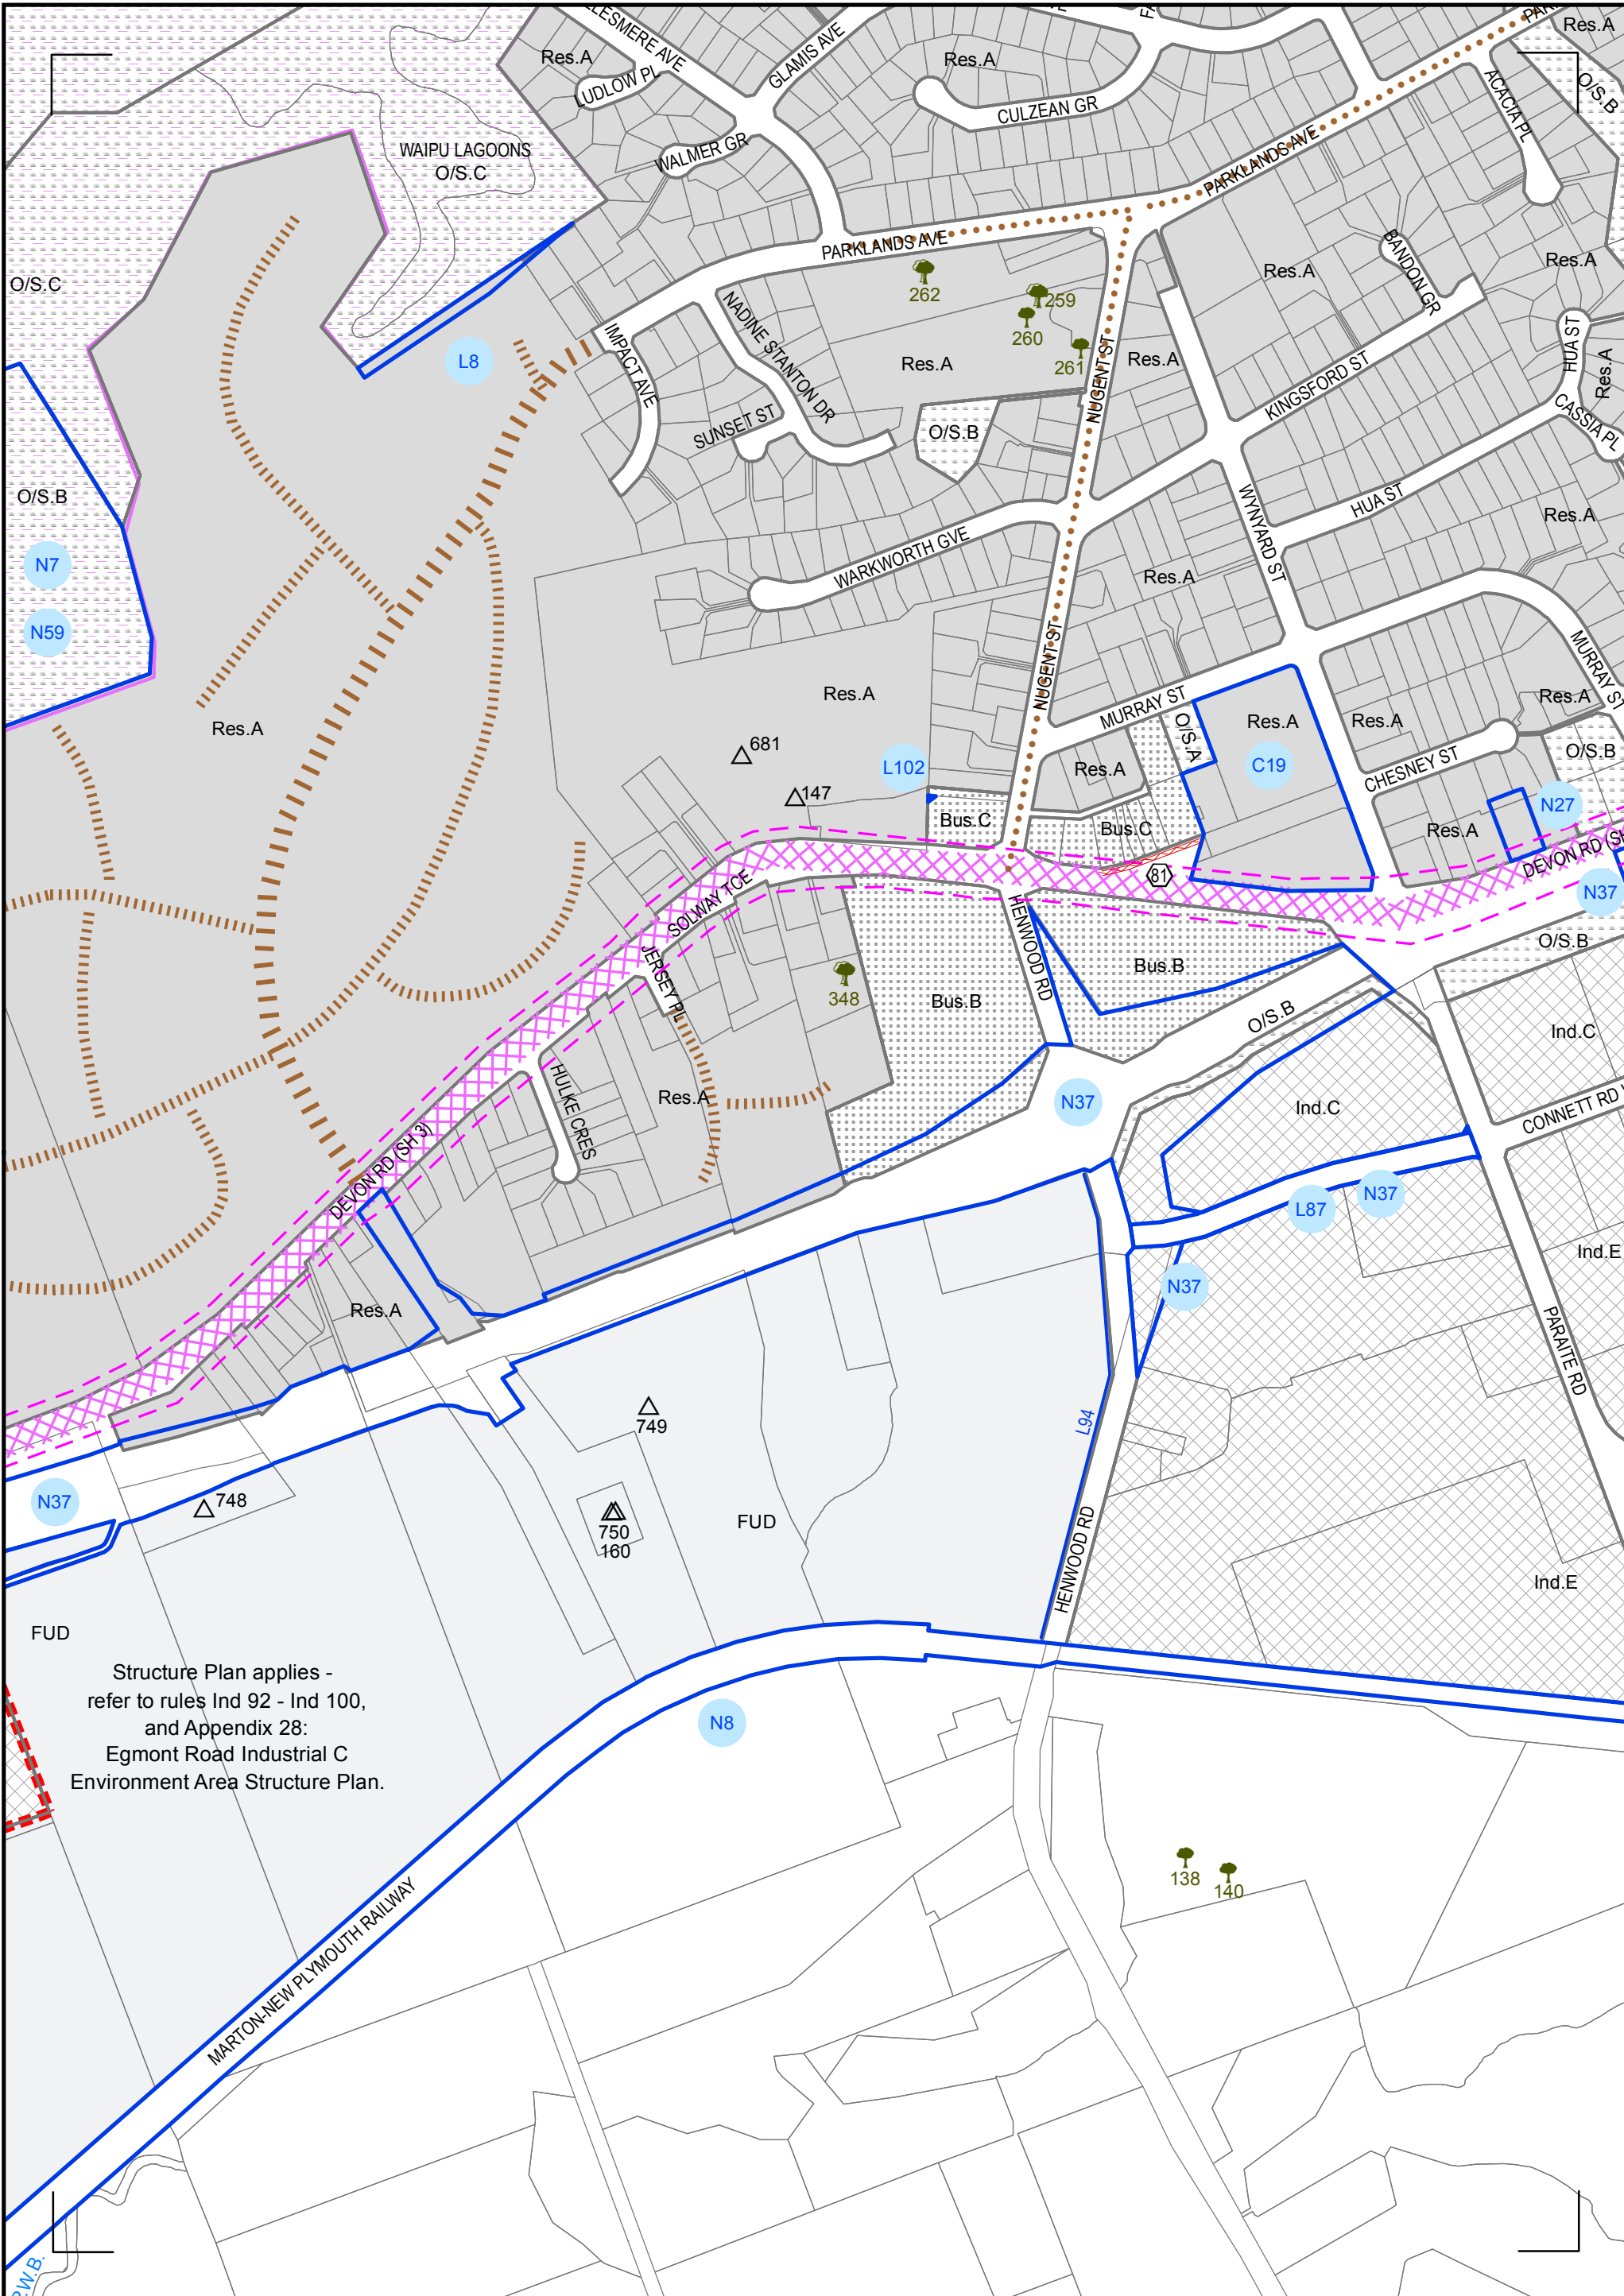 Res.A
LUDLOW PL
GLAMIS AVE
Res.A
CULZEAN GR
Res.A
ACACIA PL
O/S.B
WALMER GR
WAIPU LAGOONS
O/S.C
PARKLANDS AVE
PARKLANDS AVE
O/S.C
262
259
260
261
Res.A
BANDON GR
Res.A
L8
IMPACT AVE
NADINE STANTON DR
Res.A
NUGENT ST
Res.A
KINGSFORD ST
HUA ST
Res.A
CASSIA PL
SUNSET ST
O/S.B
O/S.B
N7
N59
WARKWORTH GVE
WYNYARD ST
HUA ST
Res.A
Res.A
Res.A
Res.A
NUGENT ST
MURRAY ST
O/S.A
Res.A
Res.A
MURRAY ST
Res.A
O/S.B
681
147
L102
Res.A
C19
CHESNEY ST
N27
Bus.C
Bus.C
Res.A
81
DEVON RD (SH
N37
SOLWAY TCE
JERSEY PL
348
HENWOOD RD
Bus.B
Bus.B
O/S.B
O/S.B
Ind.C
HULKE CRES
Res.A
N37
Ind.C
CONNETT RD
DEVON RD (SH 3)
L87
N37
Ind.E
N37
Res.A
PARAITE RD
749
L94
N37
748
750
160
FUD
HENWOOD RD
Ind.E
FUD
Structure Plan applies -
refer to rules Ind 92 - Ind 100,
and Appendix 28:
Egmont Road Industrial C
Environment Area Structure Plan.
N8
138
140
MARTON-NEW PLYMOUTH RAILWAY